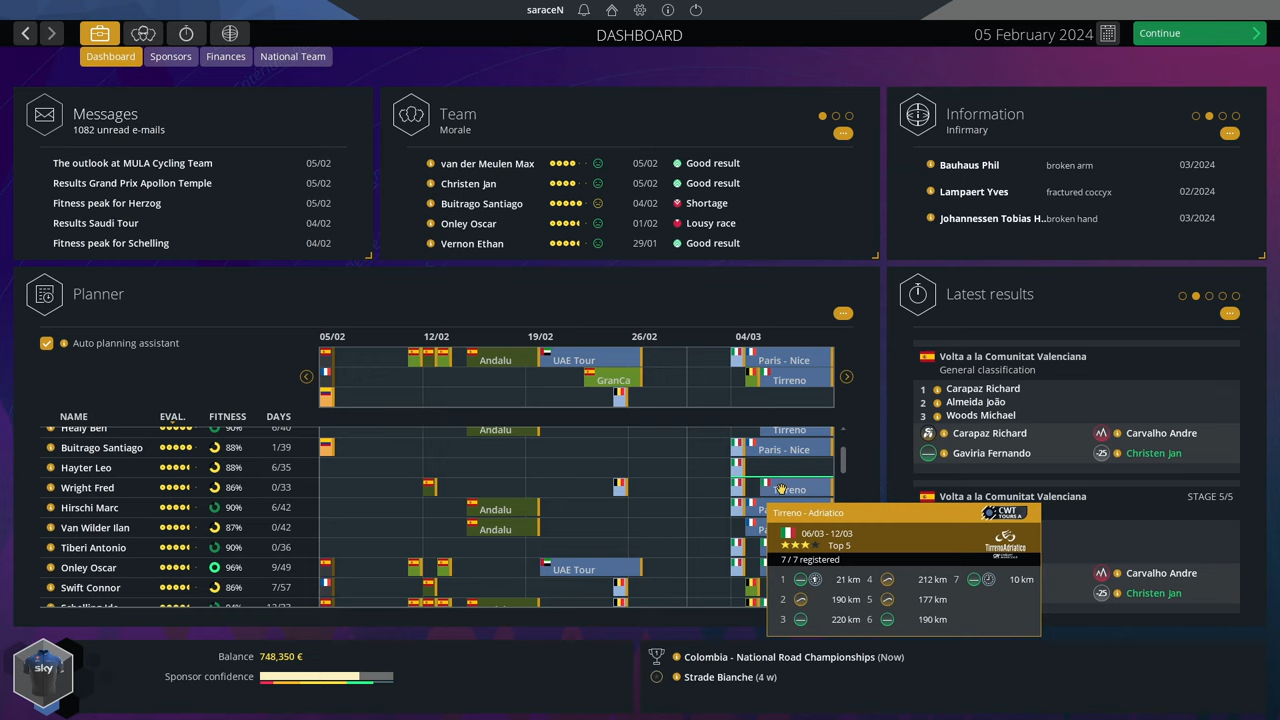 saraceN
DASHBOARD
05 February 2024
Continue
Dashboard
Sponsors
Finances
National Team
Messages
1082 unread e-mails
The outlook at MULA Cycling Team 05/02
Results Grand Prix Apollon Temple 05/02
Fitness peak for Herzog 05/02
Results Saudi Tour 04/02
Fitness peak for Schelling 04/02
Team
Morale
van der Meulen Max 05/02 Good result
Christen Jan 05/02 Good result
Buitrago Santiago 04/02 Shortage
Onley Oscar 01/02 Lousy race
Vernon Ethan 29/01 Good result
Information
Infirmary
Bauhaus Phil broken arm 03/2024
Lampaert Yves fractured coccyx 02/2024
Johannessen Tobias H.. broken hand 03/2024
Planner
Auto planning assistant
05/02 12/02 19/02 26/02 04/03
Andalu UAE Tour Paris - Nice
GranCa Tirreno
NAME EVAL. FITNESS DAYS
Healy Ben 90% 6/40 Andalu Tirreno
Buitrago Santiago 88% 1/39 Paris - Nice
Hayter Leo 88% 6/35
Wright Fred 86% 0/33 Tirreno
Hirschi Marc 90% 6/42 Andalu Pa
Van Wilder Ilan 87% 0/42 Andalu Pa
Tiberi Antonio 90% 0/36
Onley Oscar 96% 9/49 UAE Tour
Swift Connor 86% 7/57
Tirreno - Adriatico CWT TOURS A
06/03 - 12/03
Top 5
TirrenoAdriatico
7 / 7 registered
1 21 km 4 212 km 7 10 km
2 190 km 5 177 km
3 220 km 6 190 km
Latest results
Volta a la Comunitat Valenciana
General classification
1 Carapaz Richard
2 Almeida João
3 Woods Michael
Carapaz Richard Carvalho Andre
Gaviria Fernando -25 Christen Jan
Volta a la Comunitat Valenciana STAGE 5/5
Carvalho Andre
-25 Christen Jan
sky
Balance 748,350 €
Sponsor confidence
Colombia - National Road Championships (Now)
Strade Bianche (4 w)